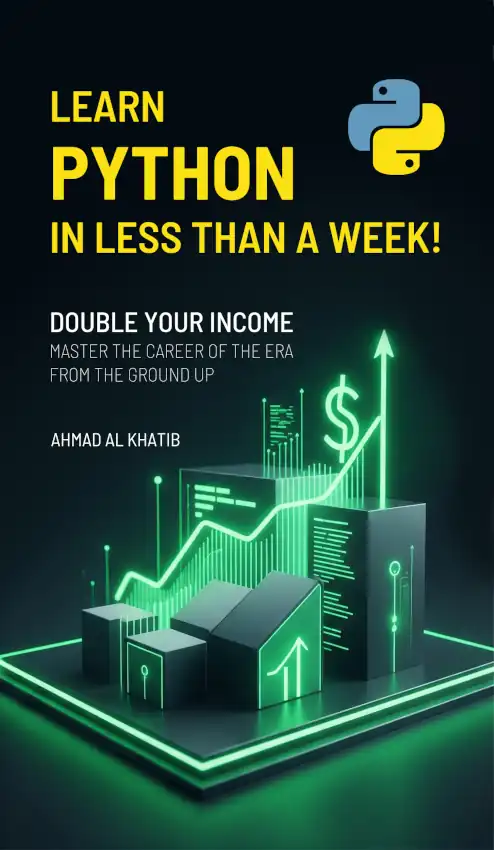 LEARN
PYTHON
IN LESS THAN A WEEK!
DOUBLE YOUR INCOME
MASTER THE CAREER OF THE ERA
FROM THE GROUND UP
AHMAD AL KHATIB
$